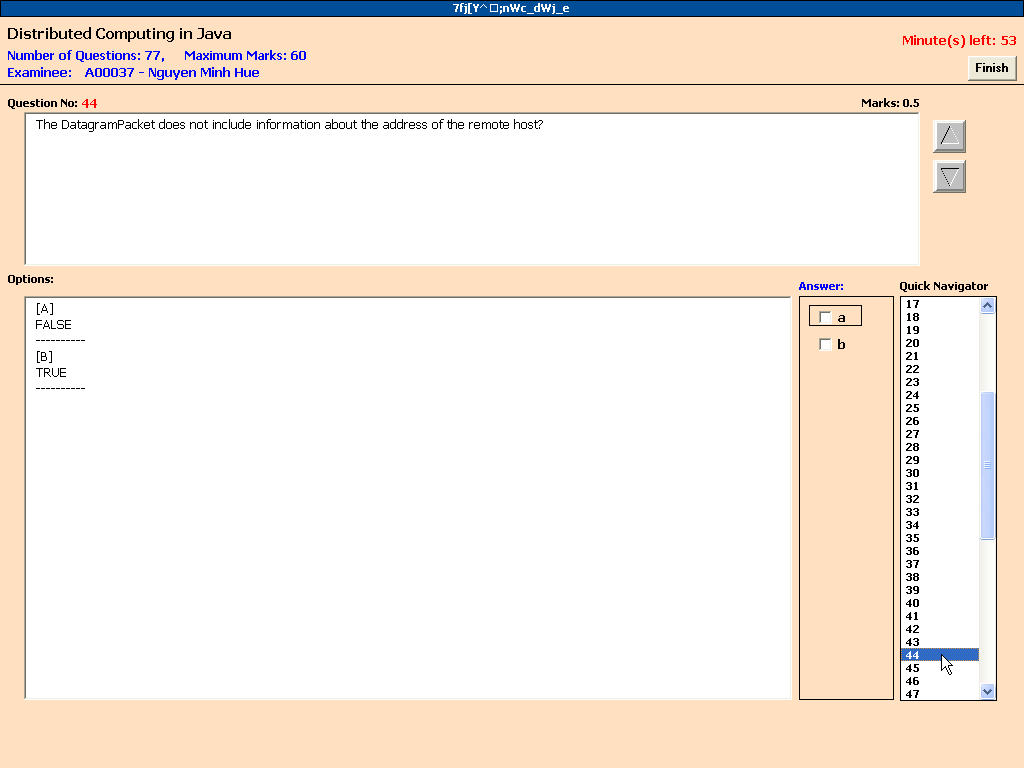 7fj[Y^□;nWc_dWj_e
Distributed Computing in Java
Number of Questions: 77, Maximum Marks: 60
Minute(s) left: 53
Examinee: A00037 - Nguyen Minh Hue
Finish
Question No: 44
Marks: 0.5
The DatagramPacket does not include information about the address of the remote host?
Options:
Answer:
Quick Navigator
[A]
FALSE
----------
[B]
TRUE
----------
a
b
17
18
19
20
21
22
23
24
25
26
27
28
29
30
31
32
33
34
35
36
37
38
39
40
41
42
43
44
45
46
47